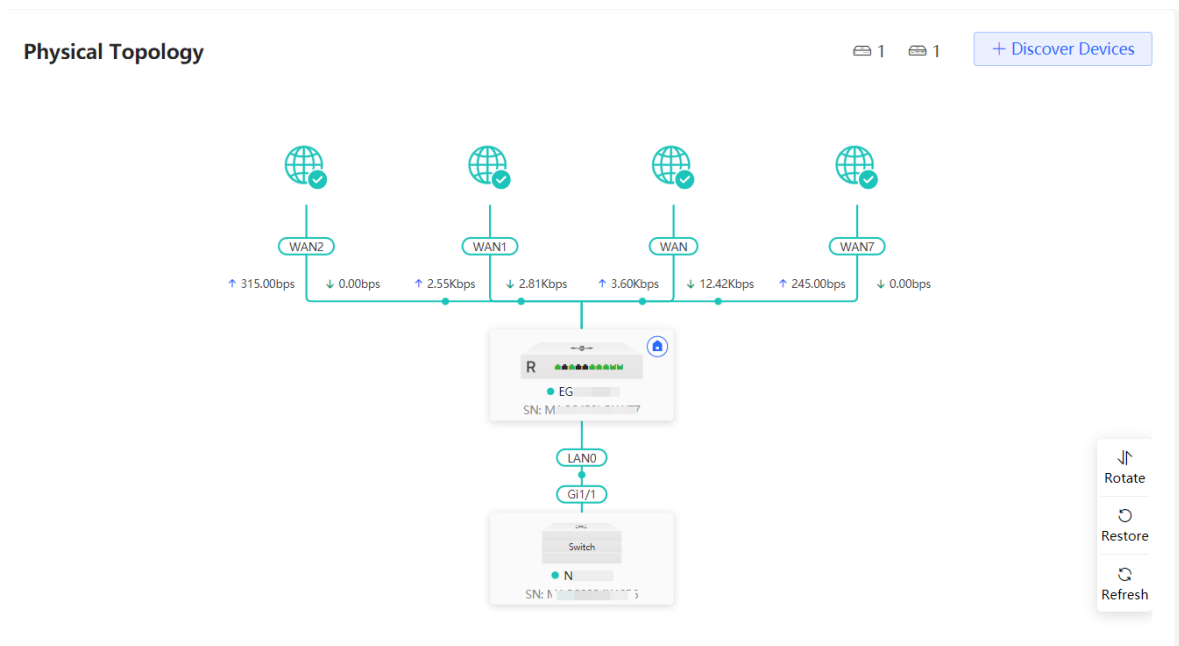 Physical Topology
1 1 + Discover Devices
WAN2 WAN1 WAN WAN7
↑ 315.00bps ↓ 0.00bps ↑ 2.55Kbps ↓ 2.81Kbps ↑ 3.60Kbps ↓ 12.42Kbps ↑ 245.00bps ↓ 0.00bps
R
EG
SN: M
LAN0
Gi1/1
Switch
N
SN:
Rotate
Restore
Refresh